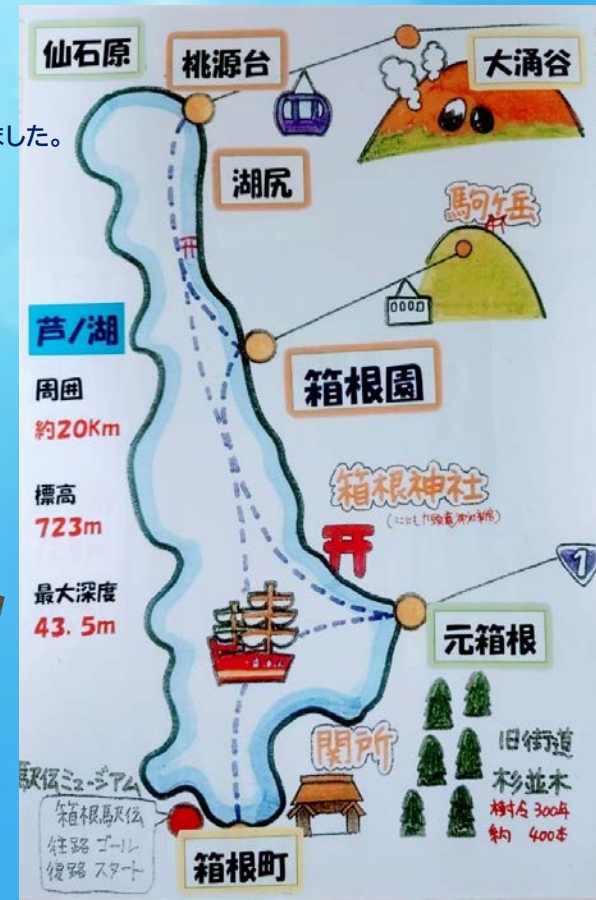 ました。
仙石原
桃源台
大涌谷
湖尻
駒ヶ岳
芦ノ湖
周囲
約20Km
標高
723m
最大深度
43.5m
箱根園
箱根神社
1
元箱根
関所
旧街道
杉並木
樹令 300年
約 400本
駅伝ミュージアム
箱根駅伝
往路 ゴール
復路 スタート
箱根町